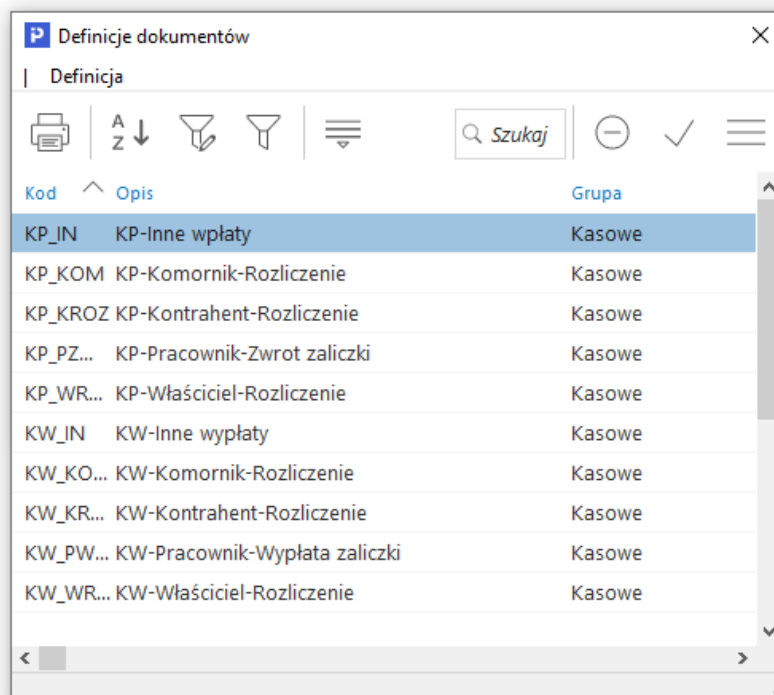 Definicje dokumentów
| Definicja
A Z Szukaj
Kod Opis Grupa
KP_IN KP-Inne wpłaty Kasowe
KP_KOM KP-Komornik-Rozliczenie Kasowe
KP_KROZ KP-Kontrahent-Rozliczenie Kasowe
KP_PZ... KP-Pracownik-Zwrot zaliczki Kasowe
KP_WR... KP-Właściciel-Rozliczenie Kasowe
KW_IN KW-Inne wypłaty Kasowe
KW_KO... KW-Komornik-Rozliczenie Kasowe
KW_KR... KW-Kontrahent-Rozliczenie Kasowe
KW_PW... KW-Pracownik-Wypłata zaliczki Kasowe
KW_WR... KW-Właściciel-Rozliczenie Kasowe